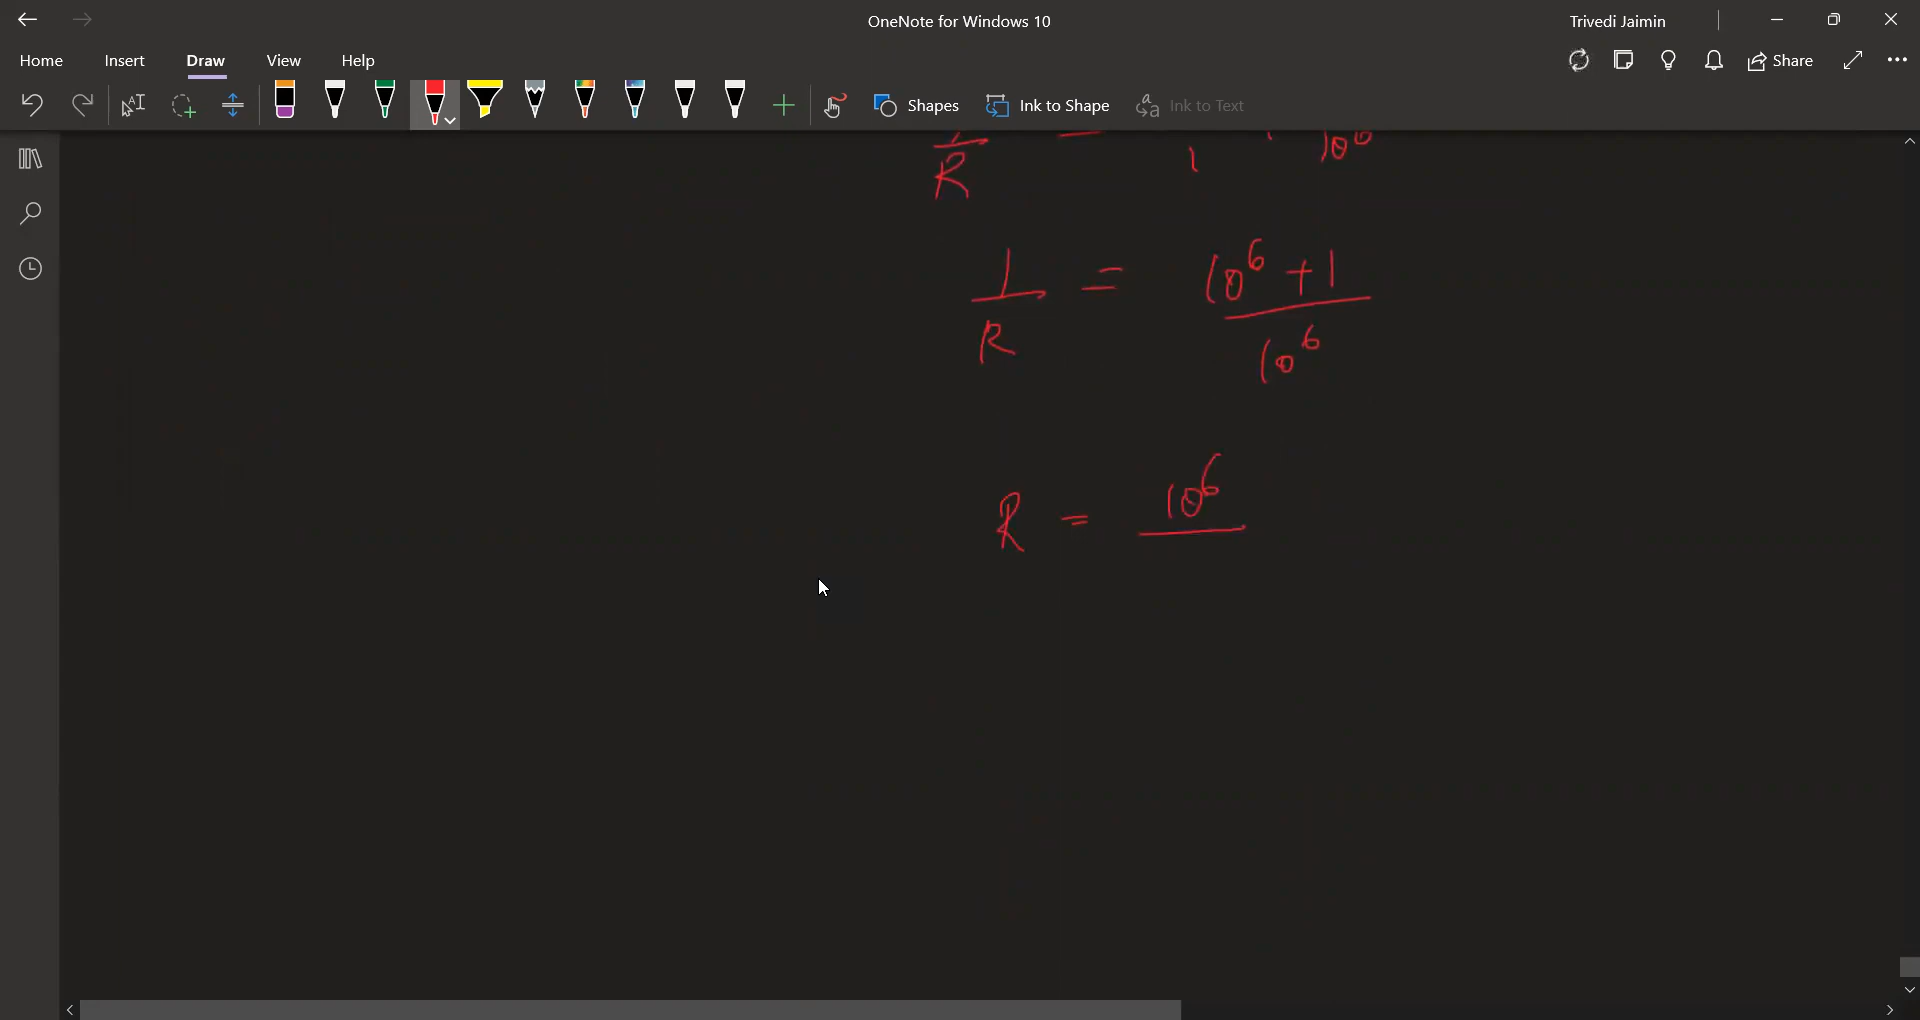 OneNote for Windows 10
Trivedi Jaimin
Home Insert Draw View Help
Share
Shapes
Ink to Shape
Ink to Text
R
1
1/R = (10^6 + 1)/10^6
R = 10^6